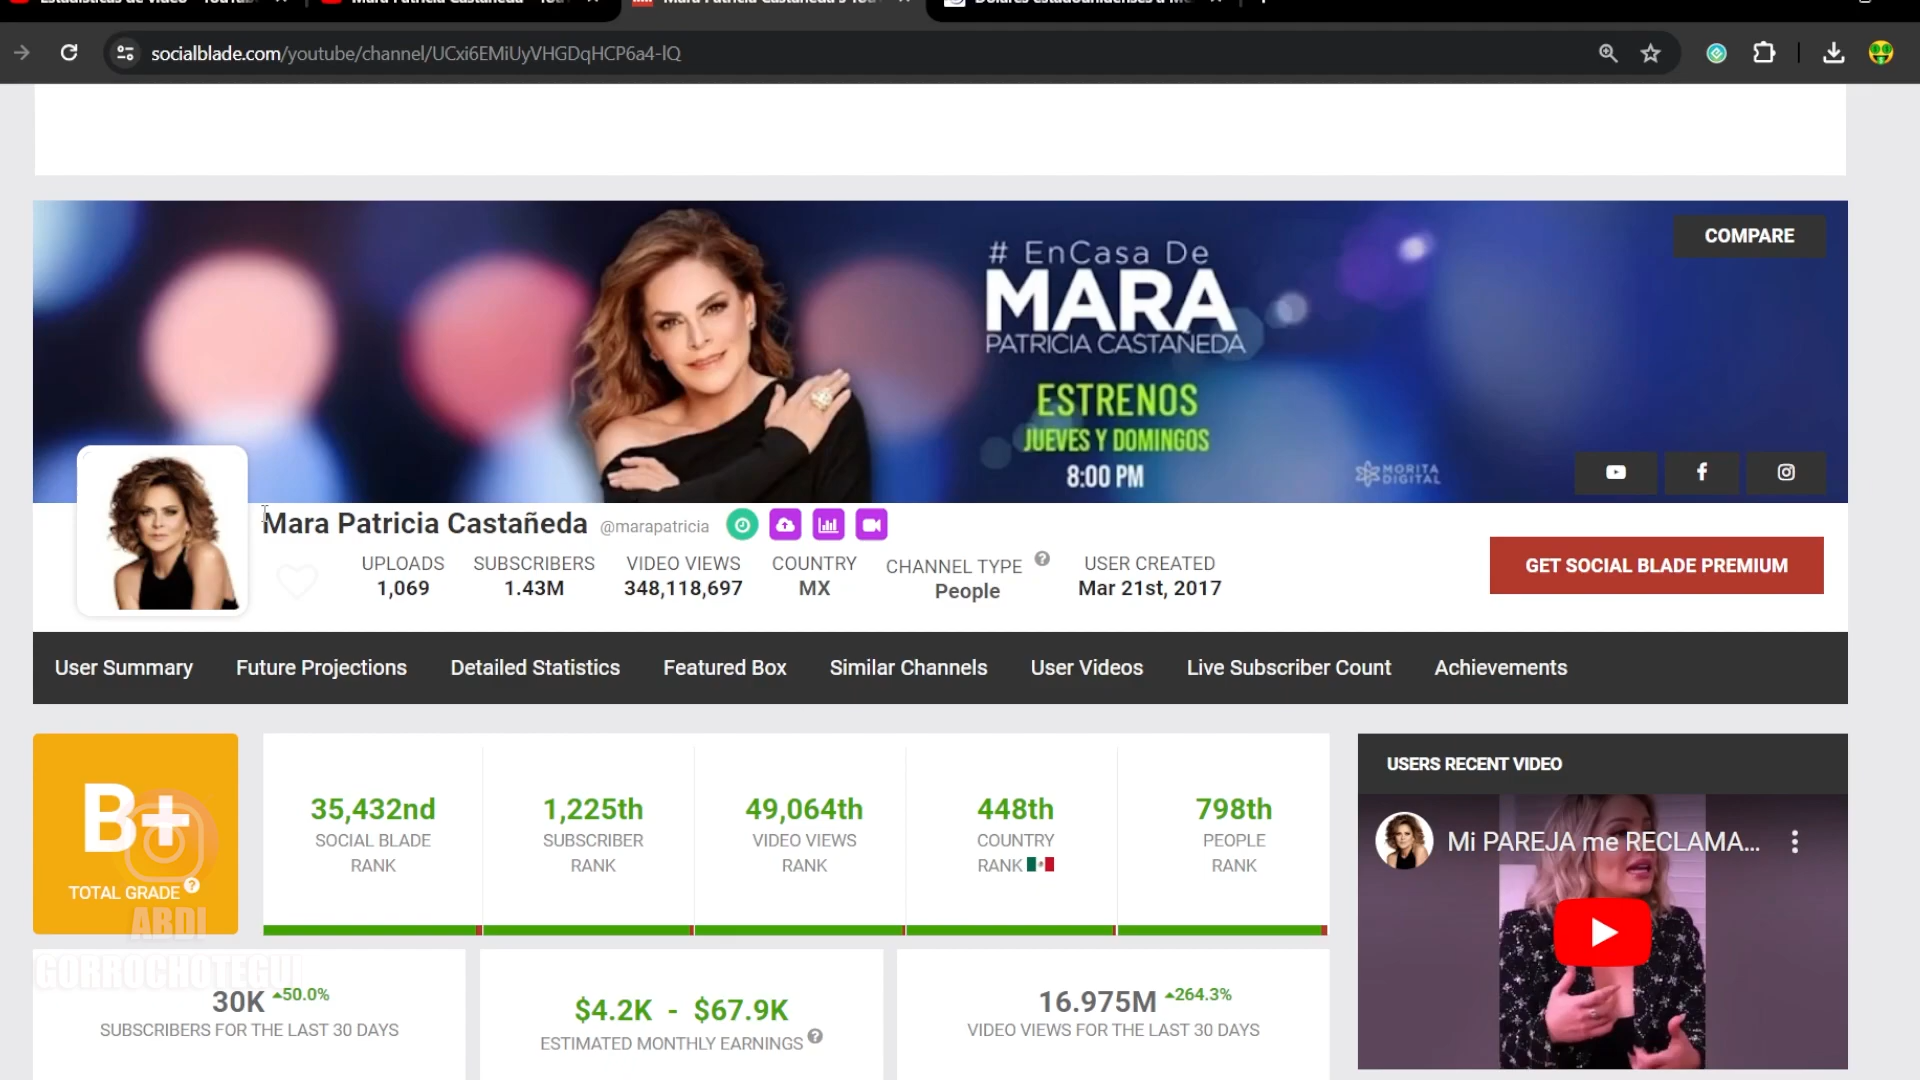 socialblade.com/youtube/channel/UCxi6EMiUyVHGDqHCP6a4-lQ
# EnCasa De
MARA
PATRICIA CASTAÑEDA
ESTRENOS
JUEVES Y DOMINGOS
8:00 PM
MORITA
DIGITAL
COMPARE
Mara Patricia Castañeda @marapatricia
UPLOADS SUBSCRIBERS VIDEO VIEWS COUNTRY CHANNEL TYPE USER CREATED
1,069 1.43M 348,118,697 MX People Mar 21st, 2017
GET SOCIAL BLADE PREMIUM
User Summary Future Projections Detailed Statistics Featured Box Similar Channels User Videos Live Subscriber Count Achievements
B+
TOTAL GRADE
35,432nd
SOCIAL BLADE
RANK
1,225th
SUBSCRIBER
RANK
49,064th
VIDEO VIEWS
RANK
448th
COUNTRY
RANK
798th
PEOPLE
RANK
USERS RECENT VIDEO
Mi PAREJA me RECLAMA...
ABDI
GORROCHOTEGUI
30K 50.0%
SUBSCRIBERS FOR THE LAST 30 DAYS
$4.2K - $67.9K
ESTIMATED MONTHLY EARNINGS
16.975M 264.3%
VIDEO VIEWS FOR THE LAST 30 DAYS